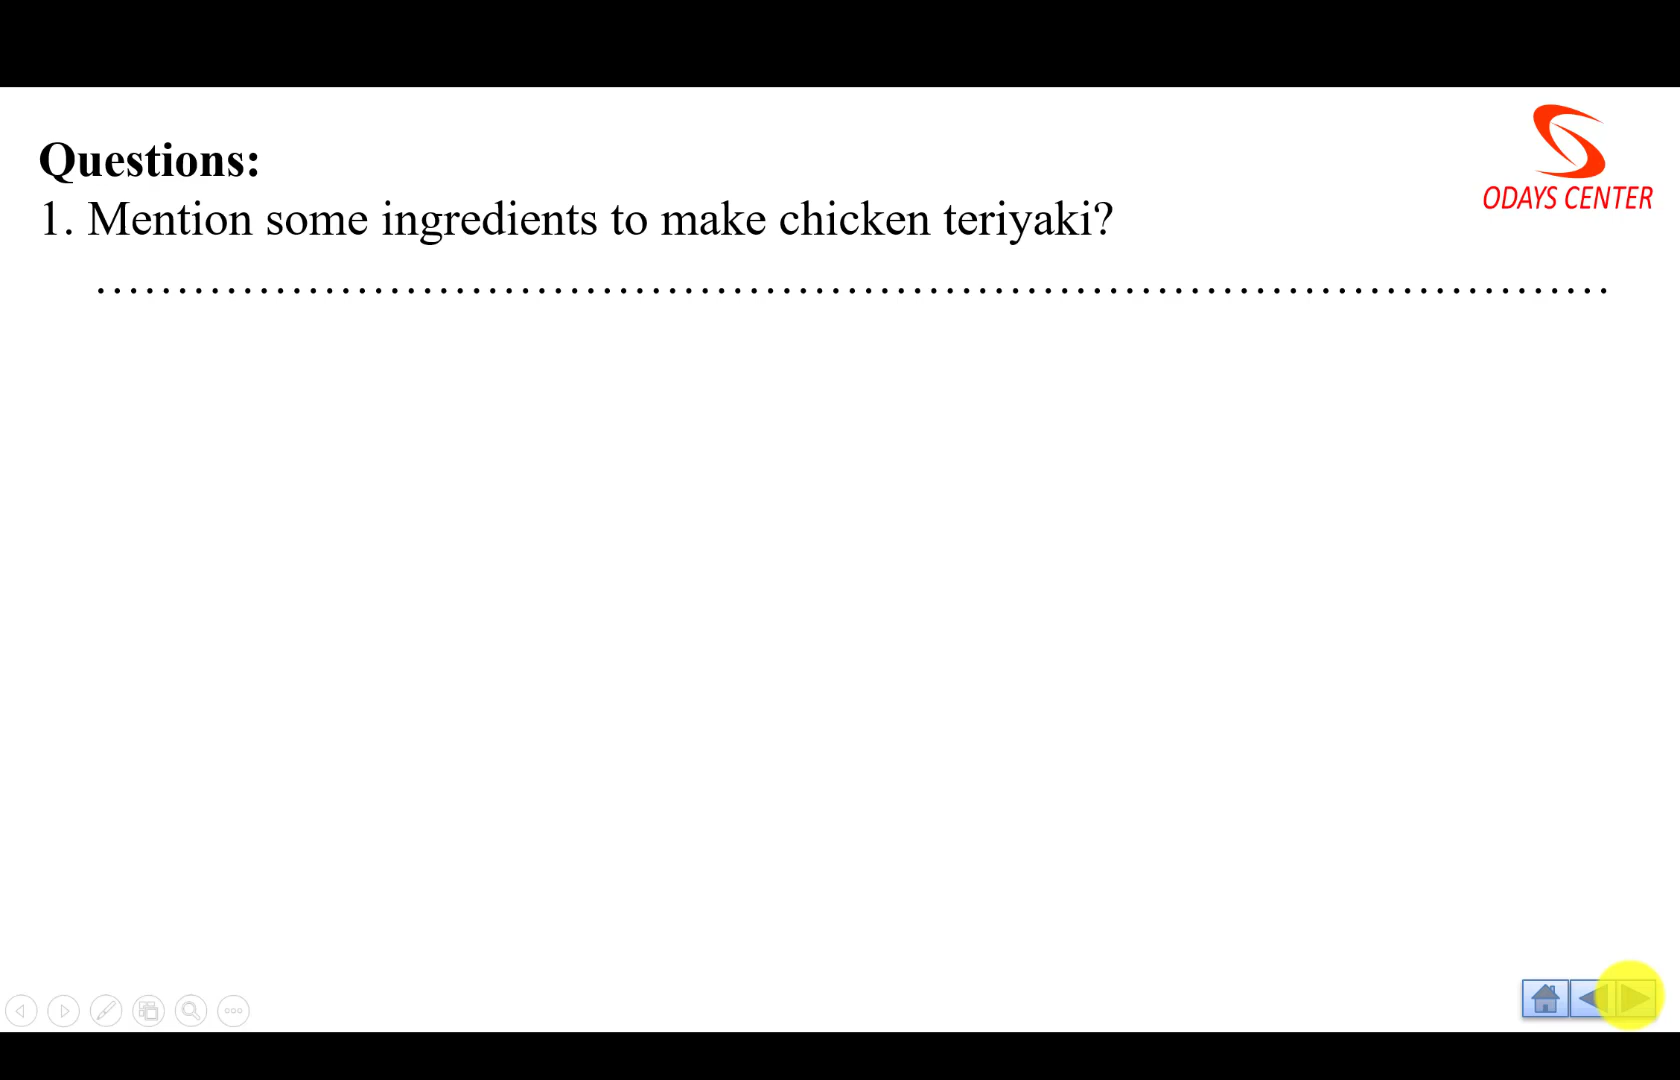 Questions:
1. Mention some ingredients to make chicken teriyaki?
................................................................................................
ODAYS CENTER